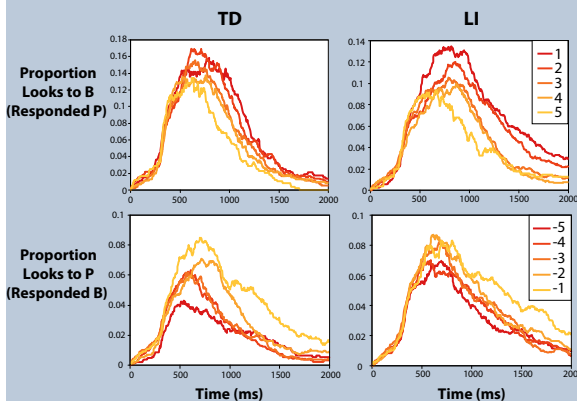 TD
LI
Proportion
Looks to B
(Responded P)
0.18
0.16
0.14
0.12
0.1
0.08
0.06
0.04
0.02
0
0 500 1000 1500 2000
0.14
0.12
0.1
0.08
0.06
0.04
0.02
0
0 500 1000 1500 2000
1
2
3
4
5
Proportion
Looks to P
(Responded B)
0.1
0.08
0.06
0.04
0.02
0
0 500 1000 1500 2000
Time (ms)
0.1
0.08
0.06
0.04
0.02
0
0 500 1000 1500 2000
Time (ms)
-5
-4
-3
-2
-1